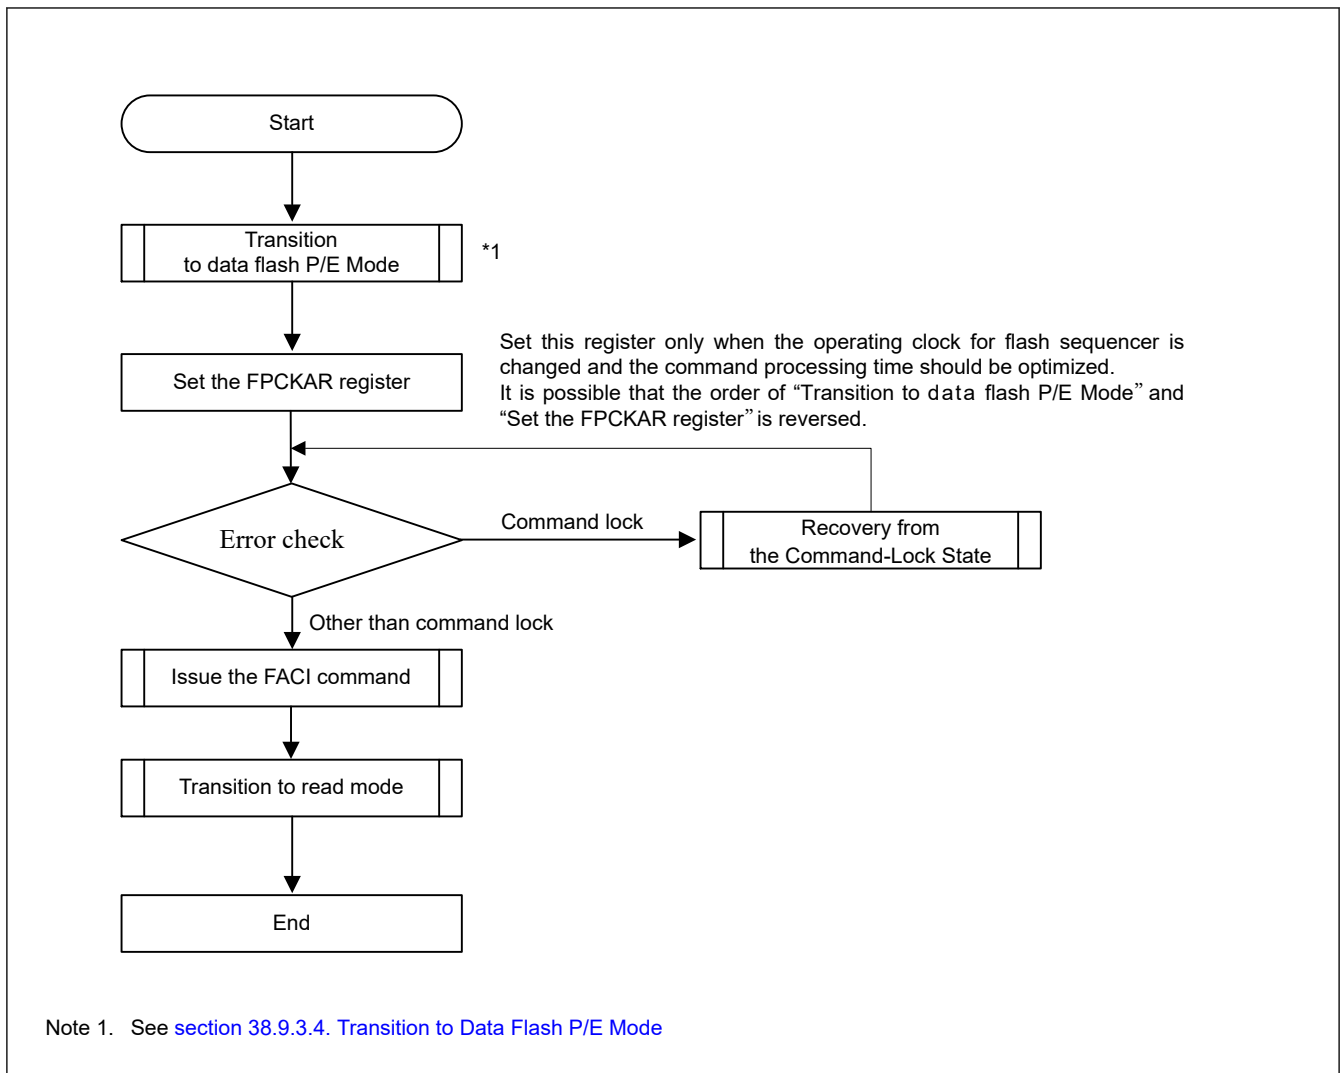 Start
Transition
to data flash P/E Mode
*1
Set the FPCKAR register
Set this register only when the operating clock for flash sequencer is
changed and the command processing time should be optimized.
It is possible that the order of “Transition to data flash P/E Mode” and
“Set the FPCKAR register” is reversed.
Error check
Command lock
Recovery from
the Command-Lock State
Other than command lock
Issue the FACI command
Transition to read mode
End
Note 1. See section 38.9.3.4. Transition to Data Flash P/E Mode